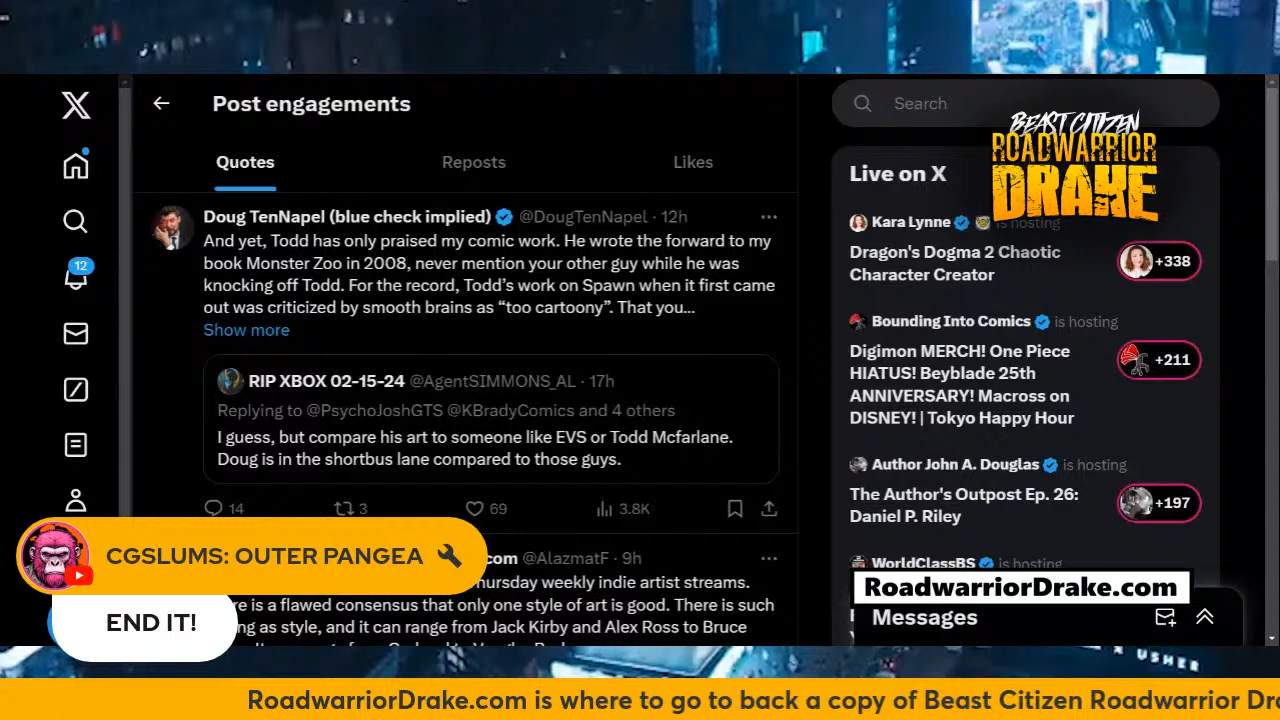 Post engagements
Quotes
Reposts
Likes
Doug TenNapel (blue check implied) @DougTenNapel · 12h
And yet, Todd has only praised my comic work. He wrote the forward to my
book Monster Zoo in 2008, never mention your other guy while he was
knocking off Todd. For the record, Todd's work on Spawn when it first came
out was criticized by smooth brains as “too cartoony”. That you...
Show more
RIP XBOX 02-15-24 @AgentSIMMONS_AL · 17h
Replying to @PsychoJoshGTS @KBradyComics and 4 others
I guess, but compare his art to someone like EVS or Todd Mcfarlane.
Doug is in the shortbus lane compared to those guys.
14
3
69
3.8K
.com @AlazmatF · 9h
hursday weekly indie artist streams.
re is a flawed consensus that only one style of art is good. There is such
ng as style, and it can range from Jack Kirby and Alex Ross to Bruce
12
Search
BEAST CITIZEN
ROADWARRIOR
DRAKE
Live on X
Kara Lynne is hosting
Dragon's Dogma 2 Chaotic
Character Creator
+338
Bounding Into Comics is hosting
Digimon MERCH! One Piece
HIATUS! Beyblade 25th
ANNIVERSARY! Macross on
DISNEY! | Tokyo Happy Hour
+211
Author John A. Douglas is hosting
The Author's Outpost Ep. 26:
Daniel P. Riley
+197
WorldClassBS is hosting
RoadwarriorDrake.com
Messages
CGSLUMS: OUTER PANGEA
END IT!
USHER
RoadwarriorDrake.com is where to go to back a copy of Beast Citizen Roadwarrior Dr